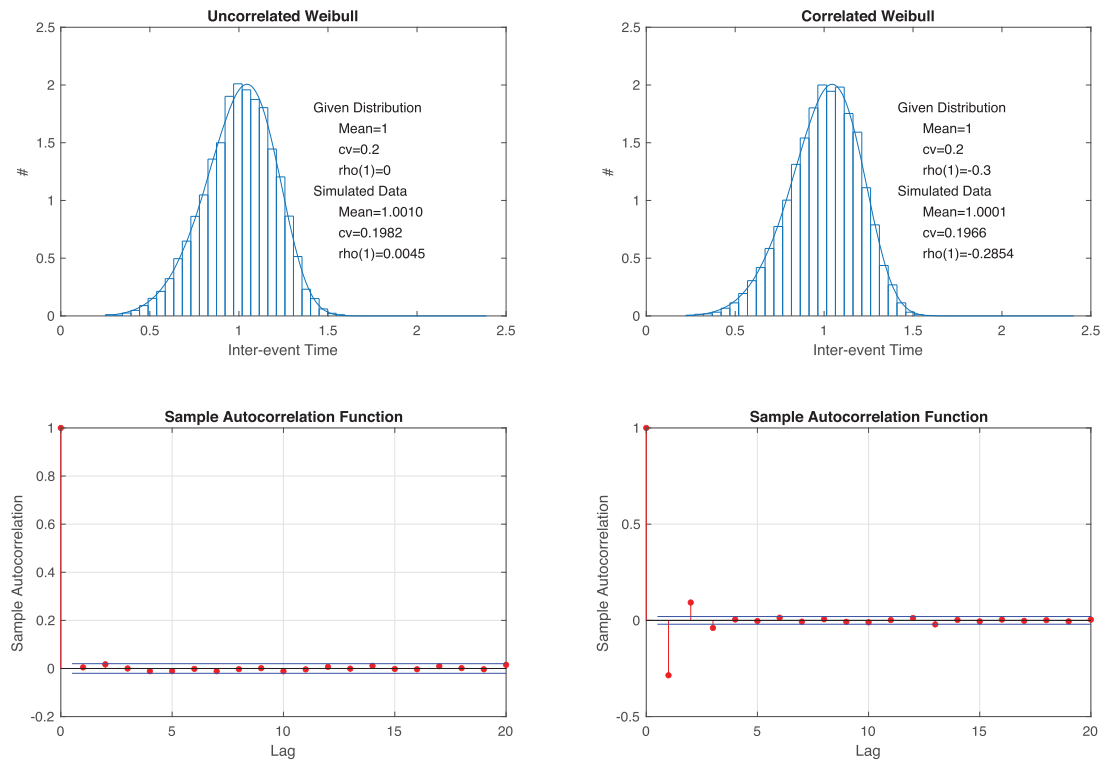 Uncorrelated Weibull
2.5
2
1.5
1
0.5
0
#
Given Distribution
Mean=1
cv=0.2
rho(1)=0
Simulated Data
Mean=1.0010
cv=0.1982
rho(1)=0.0045
0 0.5 1 1.5 2 2.5
Inter-event Time
Correlated Weibull
2.5
2
1.5
1
0.5
0
#
Given Distribution
Mean=1
cv=0.2
rho(1)=-0.3
Simulated Data
Mean=1.0001
cv=0.1966
rho(1)=-0.2854
0 0.5 1 1.5 2 2.5
Inter-event Time
Sample Autocorrelation Function
1
0.8
0.6
0.4
0.2
0
-0.2
Sample Autocorrelation
0 5 10 15 20
Lag
Sample Autocorrelation Function
1
0.5
0
-0.5
Sample Autocorrelation
0 5 10 15 20
Lag